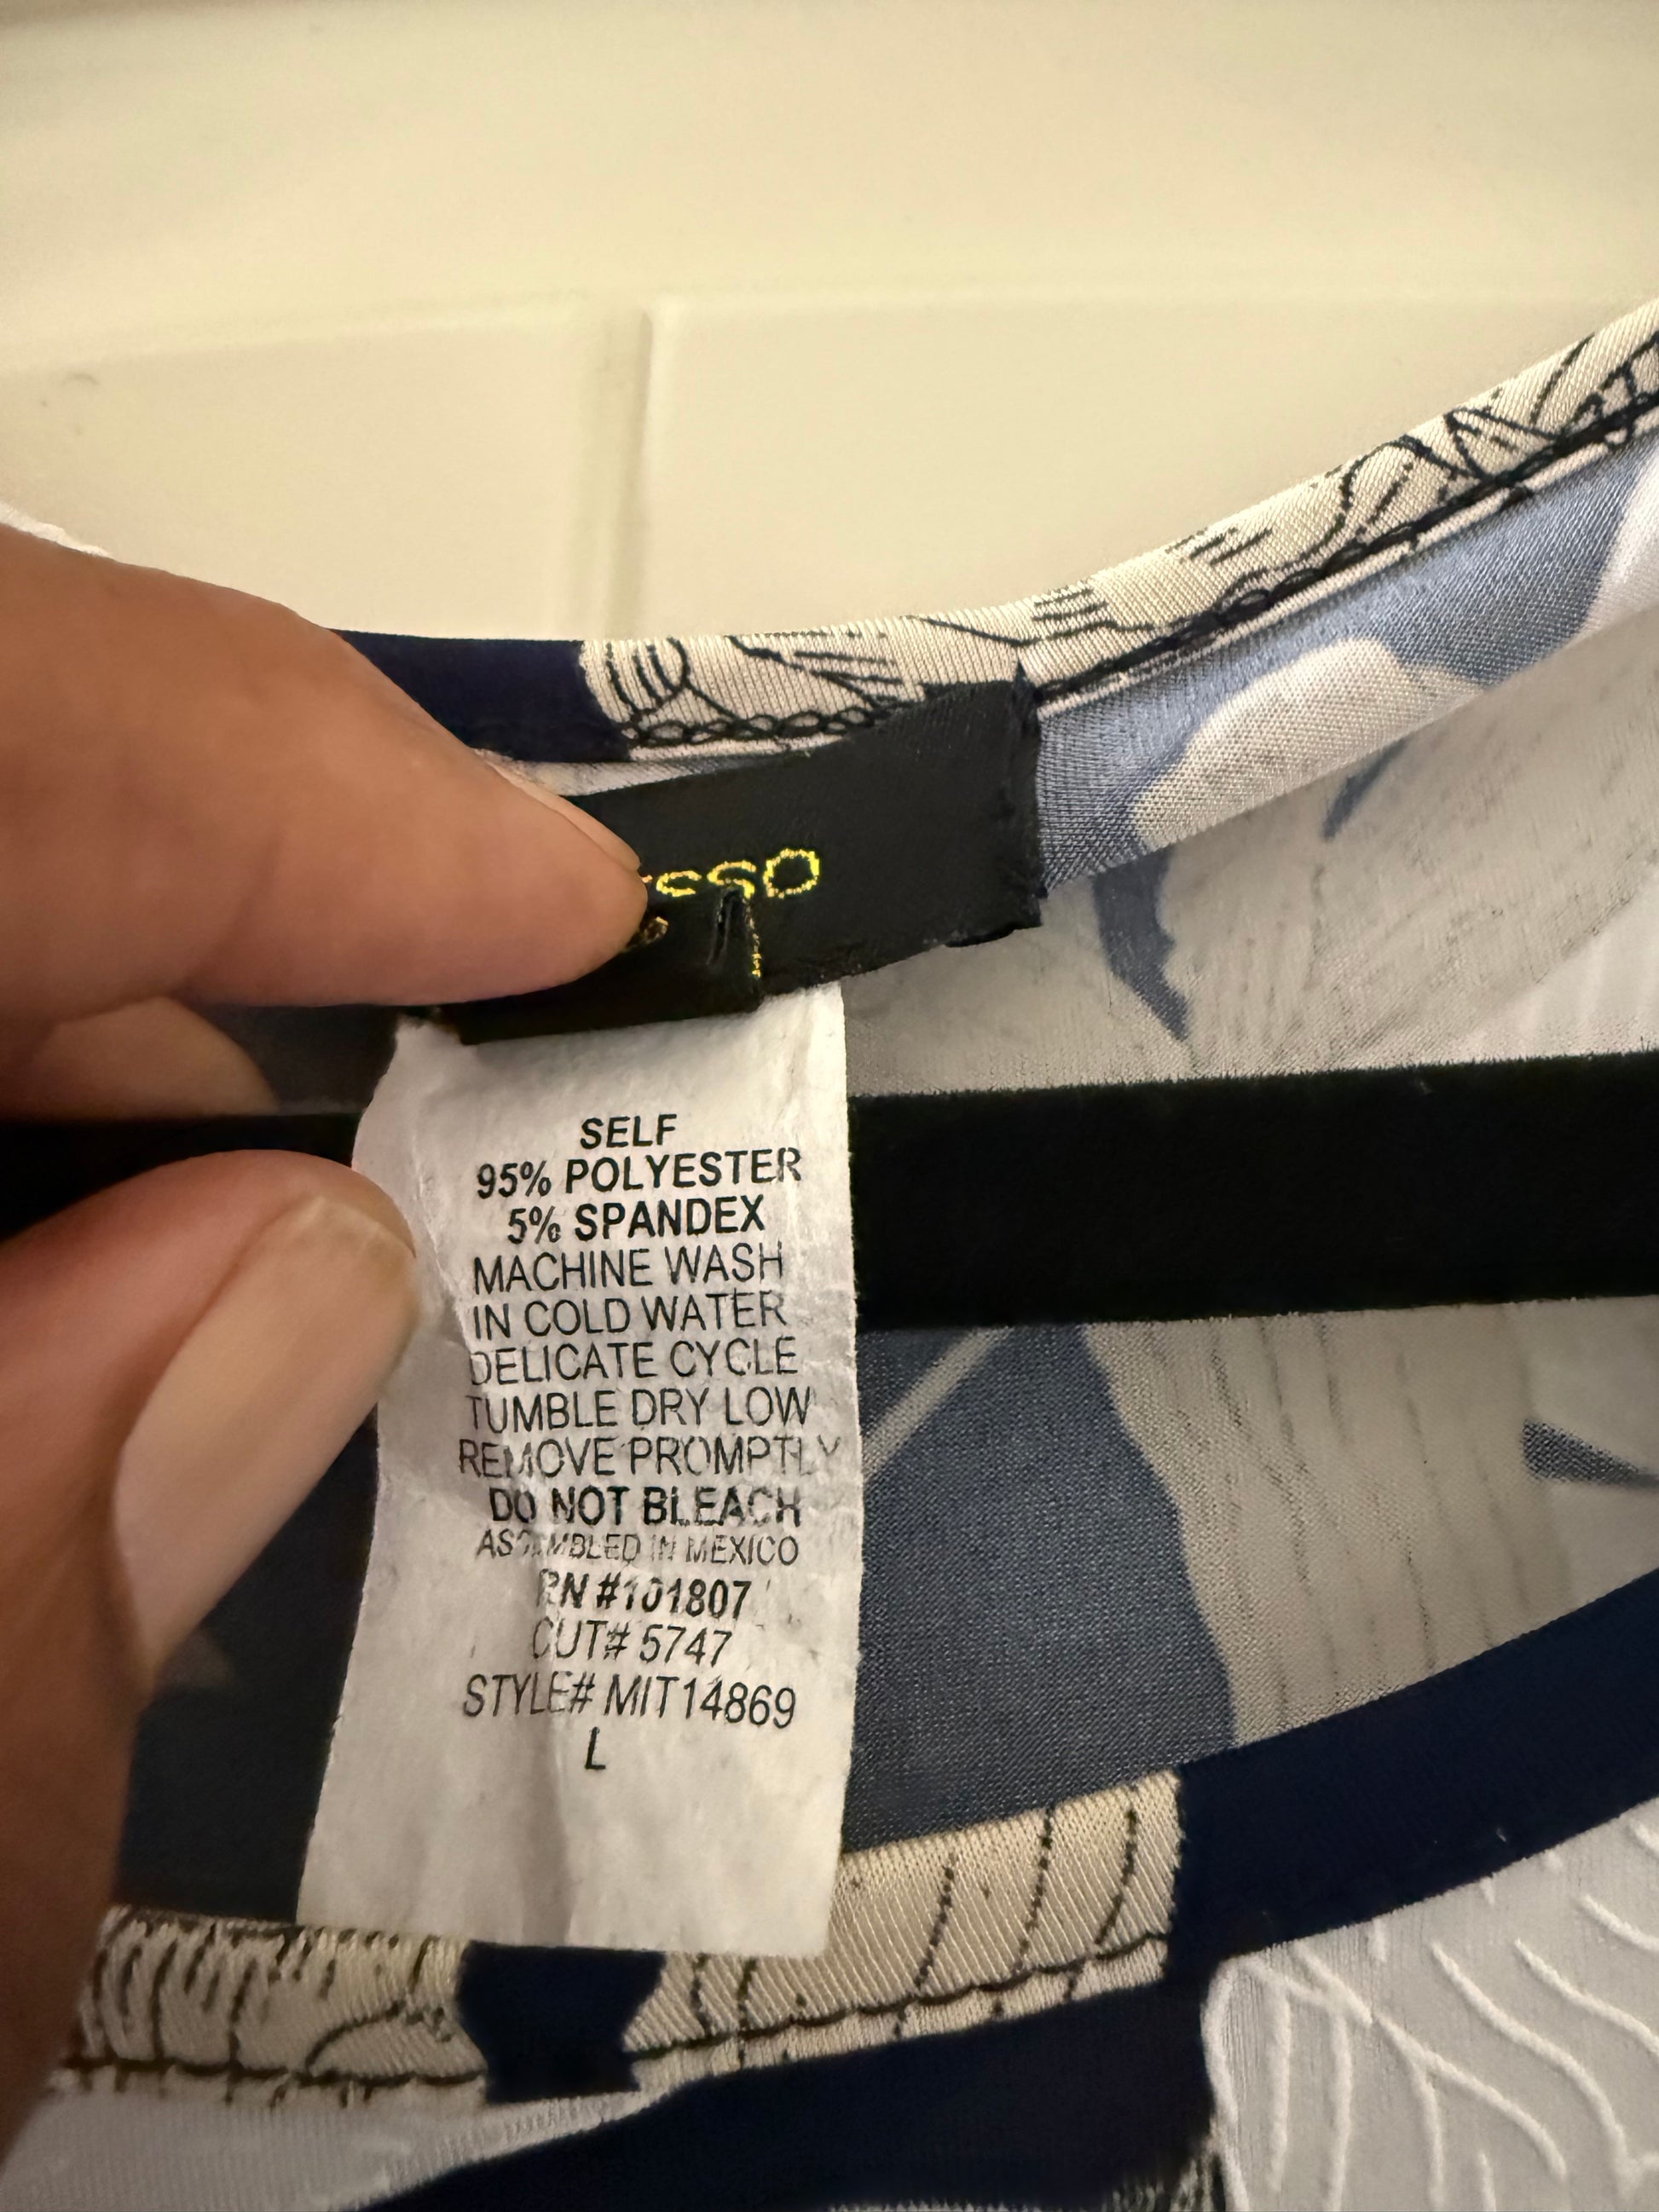 SELF
95% POLYESTER
5% SPANDEX
MACHINE WASH
IN COLD WATER
DELICATE CYCLE
TUMBLE DRY LOW
REMOVE PROMPTLY
DO NOT BLEACH
ASSEMBLED IN MEXICO
RN #101807
CUT# 5747
STYLE# MIT14869
L